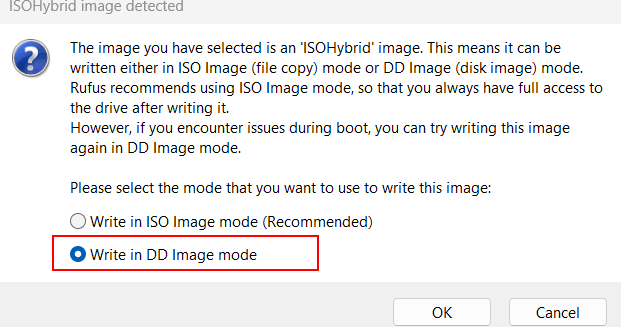 ISOHybrid image detected
The image you have selected is an 'ISOHybrid' image. This means it can be
written either in ISO Image (file copy) mode or DD Image (disk image) mode.
Rufus recommends using ISO Image mode, so that you always have full access to
the drive after writing it.
However, if you encounter issues during boot, you can try writing this image
again in DD Image mode.
Please select the mode that you want to use to write this image:
Write in ISO Image mode (Recommended)
Write in DD Image mode
OK
Cancel